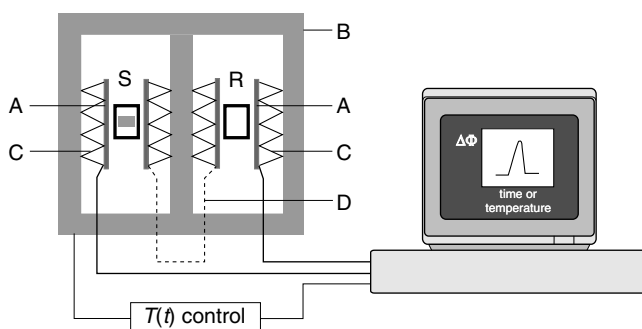 B
S
R
A
A
C
C
D
ΔΦ
time or
temperature
T(t) control